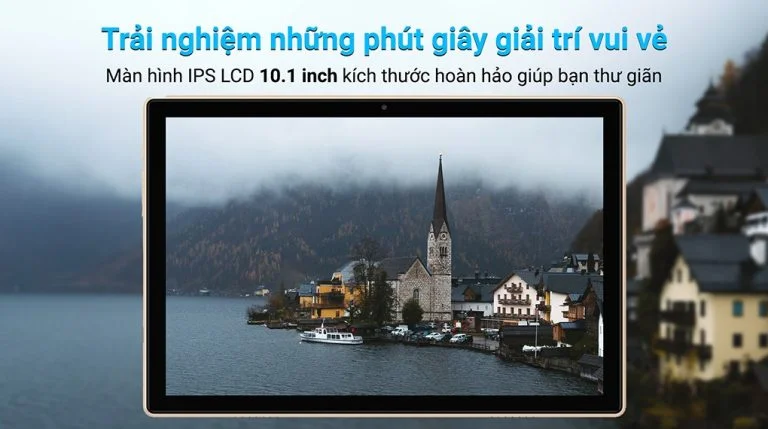 Trải nghiệm những phút giây giải trí vui vẻ
Màn hình IPS LCD 10.1 inch kích thước hoàn hảo giúp bạn thư giãn